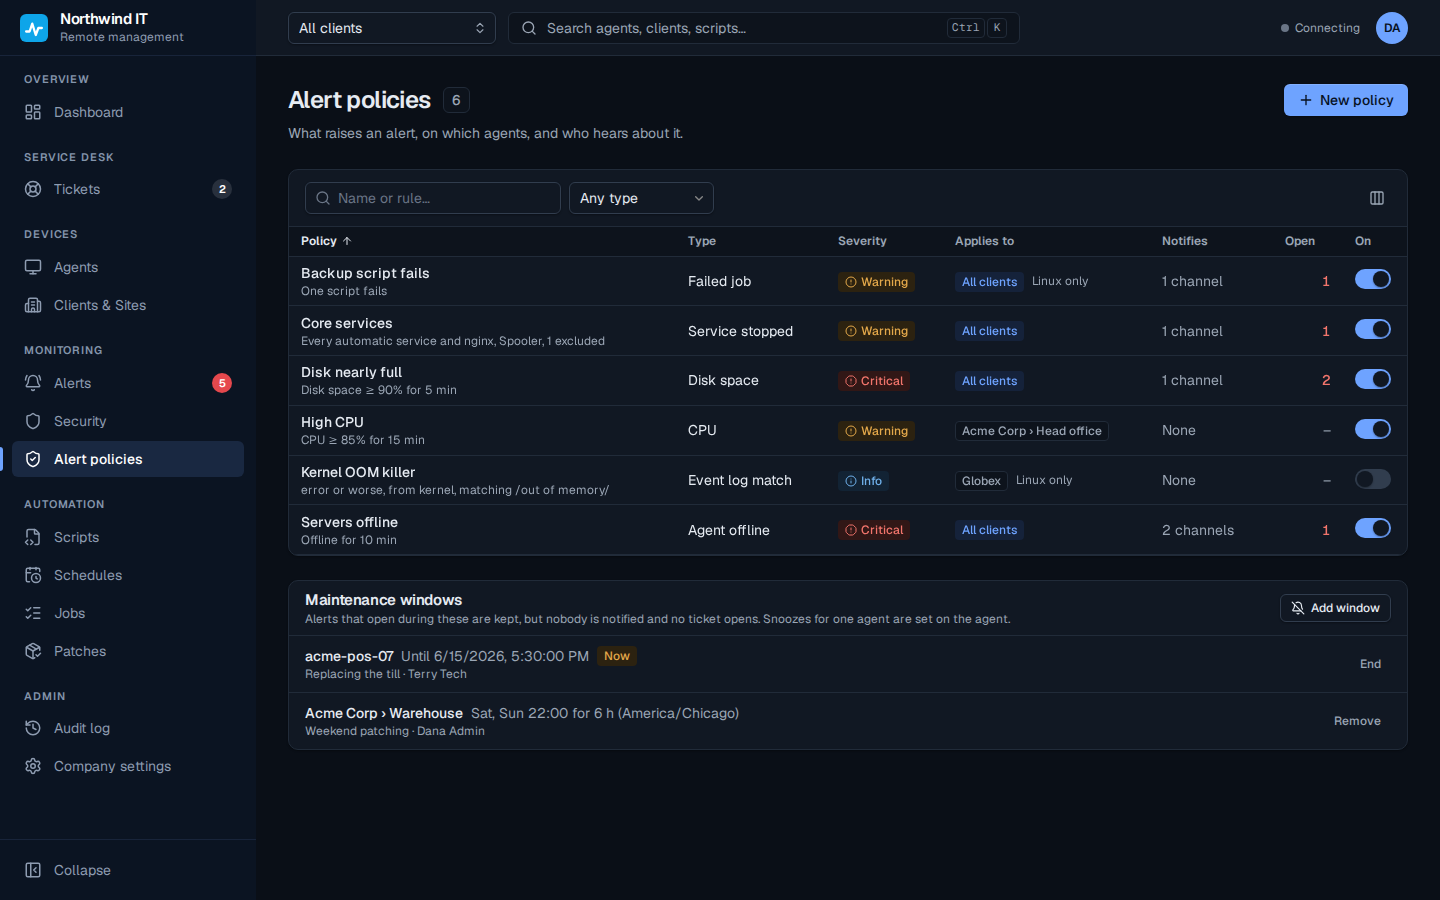 Northwind IT
Remote management
All clients
Search agents, clients, scripts...
Ctrl K
Connecting
DA
OVERVIEW
Dashboard
SERVICE DESK
Tickets 2
DEVICES
Agents
Clients & Sites
MONITORING
Alerts 5
Security
Alert policies
AUTOMATION
Scripts
Schedules
Jobs
Patches
ADMIN
Audit log
Company settings
Collapse
Alert policies 6
What raises an alert, on which agents, and who hears about it.
New policy
Name or rule...
Any type
Policy ↑ Type Severity Applies to Notifies Open On
Backup script fails
One script fails
Failed job Warning All clients Linux only 1 channel 1
Core services
Every automatic service and nginx, Spooler, 1 excluded
Service stopped Warning All clients 1 channel 1
Disk nearly full
Disk space ≥ 90% for 5 min
Disk space Critical All clients 1 channel 2
High CPU
CPU ≥ 85% for 15 min
CPU Warning Acme Corp › Head office None –
Kernel OOM killer
error or worse, from kernel, matching /out of memory/
Event log match Info Globex Linux only None –
Servers offline
Offline for 10 min
Agent offline Critical All clients 2 channels 1
Maintenance windows
Alerts that open during these are kept, but nobody is notified and no ticket opens. Snoozes for one agent are set on the agent.
Add window
acme-pos-07 Until 6/15/2026, 5:30:00 PM Now
Replacing the till · Terry Tech
End
Acme Corp › Warehouse Sat, Sun 22:00 for 6 h (America/Chicago)
Weekend patching · Dana Admin
Remove